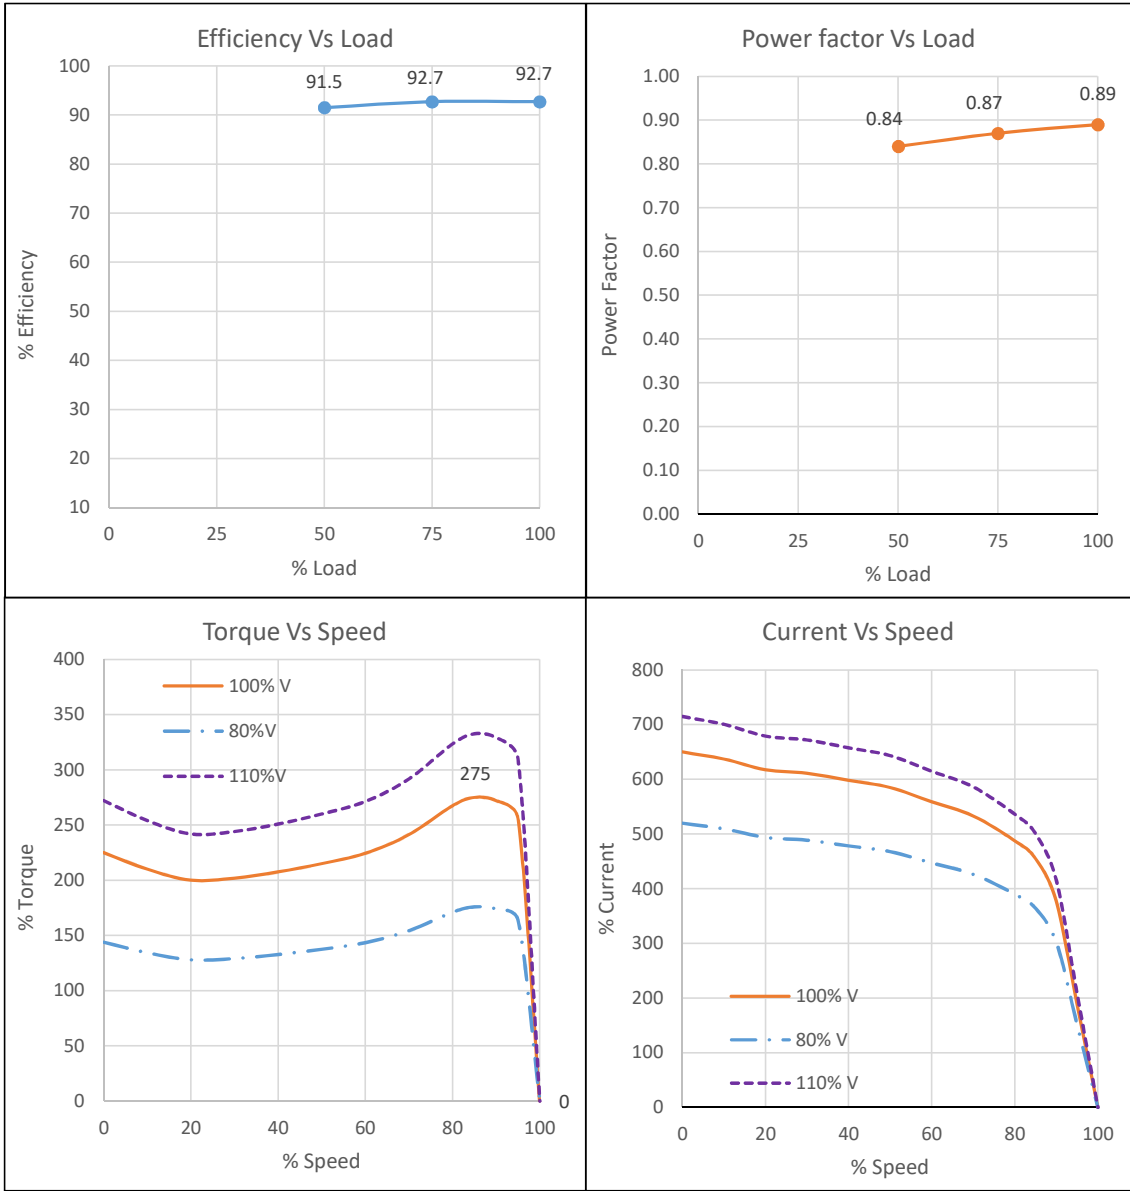 Efficiency Vs Load
100
90
80
70
60
50
40
30
20
10
91.5
92.7
92.7
% Efficiency
0 25 50 75 100
% Load
Power factor Vs Load
1.00
0.90
0.80
0.70
0.60
0.50
0.40
0.30
0.20
0.10
0.00
0.84
0.87
0.89
Power Factor
0 25 50 75 100
% Load
Torque Vs Speed
400
350
300
250
200
150
100
50
0
100% V
80%V
110%V
275
0
% Torque
0 20 40 60 80 100
% Speed
Current Vs Speed
800
700
600
500
400
300
200
100
0
100% V
80% V
110% V
% Current
0 20 40 60 80 100
% Speed